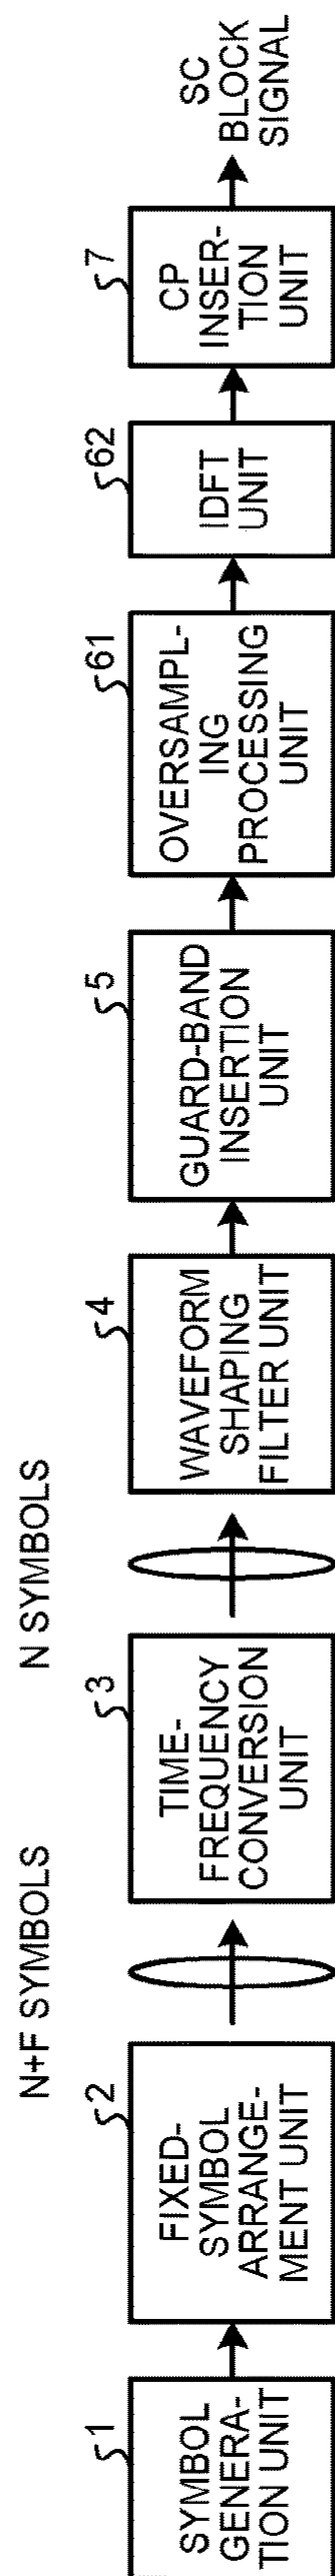 N+F SYMBOLS
N SYMBOLS
1
SYMBOL
GENERA-
TION UNIT
2
FIXED-
SYMBOL
ARRANGE-
MENT UNIT
3
TIME-
FREQUENCY
CONVERSION
UNIT
4
WAVEFORM
SHAPING
FILTER UNIT
5
GUARD-BAND
INSERTION
UNIT
61
OVERSAMPL-
ING
PROCESSING
UNIT
62
IDFT
UNIT
7
CP
INSER-
TION
UNIT
SC
BLOCK
SIGNAL